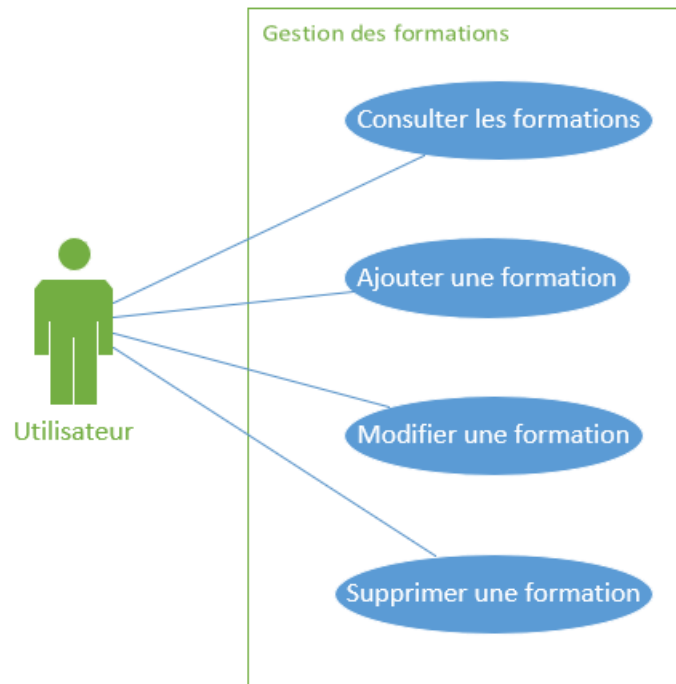 Gestion des formations
Consulter les formations
Ajouter une formation
Utilisateur
Modifier une formation
Supprimer une formation